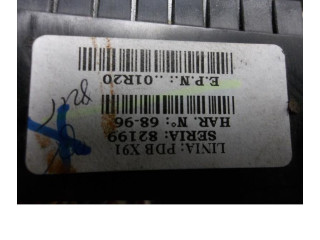 LINIA: PDB X91
SERIA: 82199
HAR. N°: 68-96
E.P.N.: 01R20